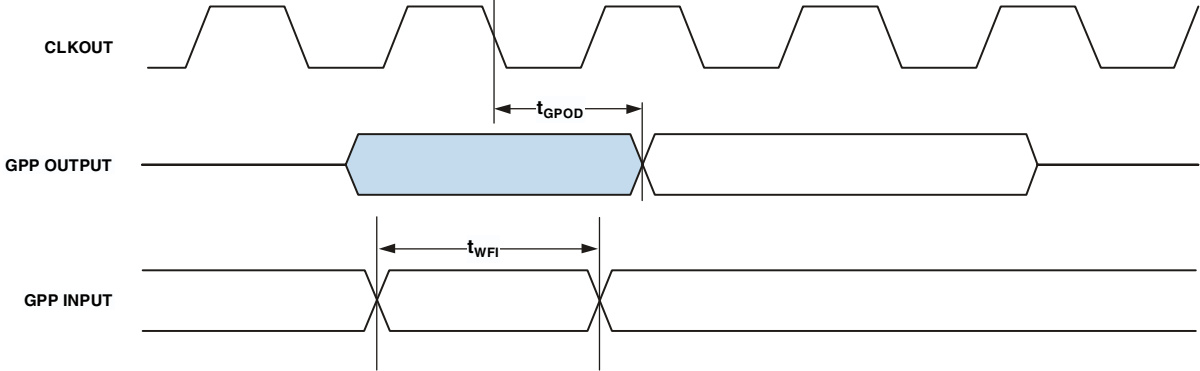 CLKOUT
tGPOD
GPP OUTPUT
tWFI
GPP INPUT